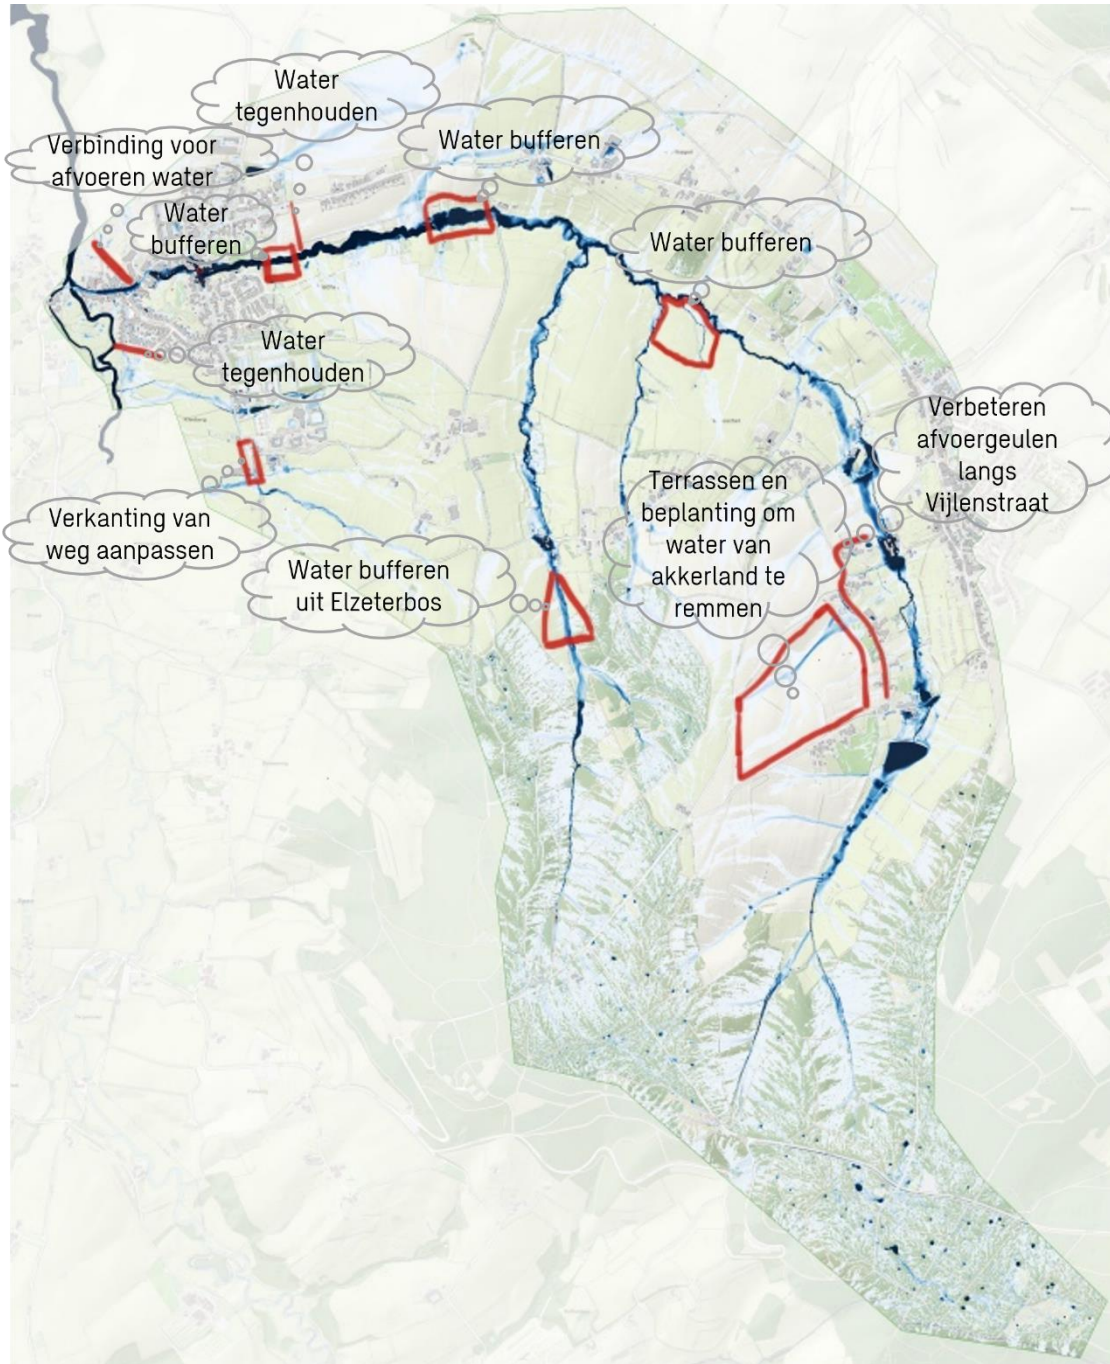 Water
tegenhouden
Water bufferen
Verbinding voor
afvoeren water
Water
bufferen
Water bufferen
Water
tegenhouden
Verbeteren
afvoergeulen
langs
Vijlenstraat
Terrassen en
beplanting om
water van
akkerland te
remmen
Verkanting van
weg aanpassen
Water bufferen
uit Elzeterbos